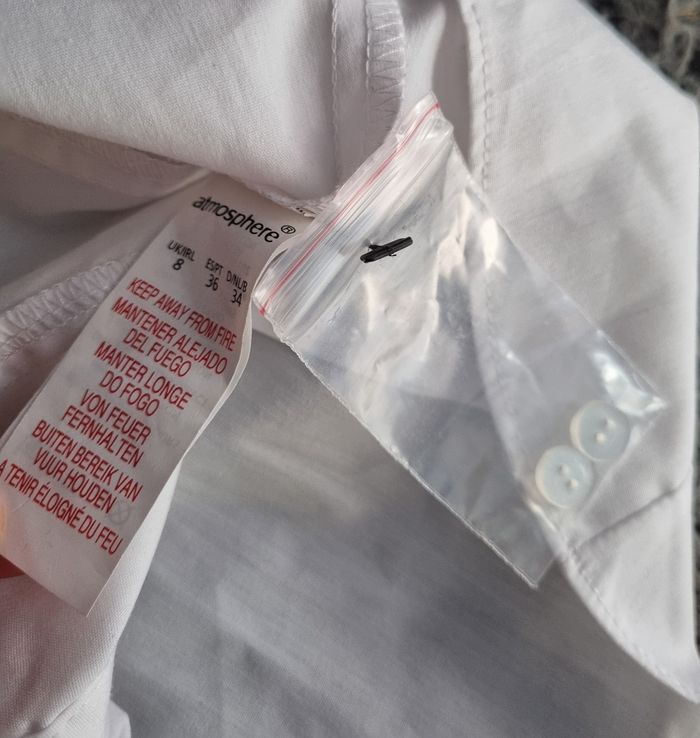 atmosphere®
UK/IRL ES/PT D/NL/B
8 36 34
KEEP AWAY FROM FIRE
MANTENER ALEJADO
DEL FUEGO
MANTER LONGE
DO FOGO
VON FEUER
FERNHALTEN
BUITEN BEREIK VAN
VUUR HOUDEN
A TENIR ÉLOIGNÉ DU FEU